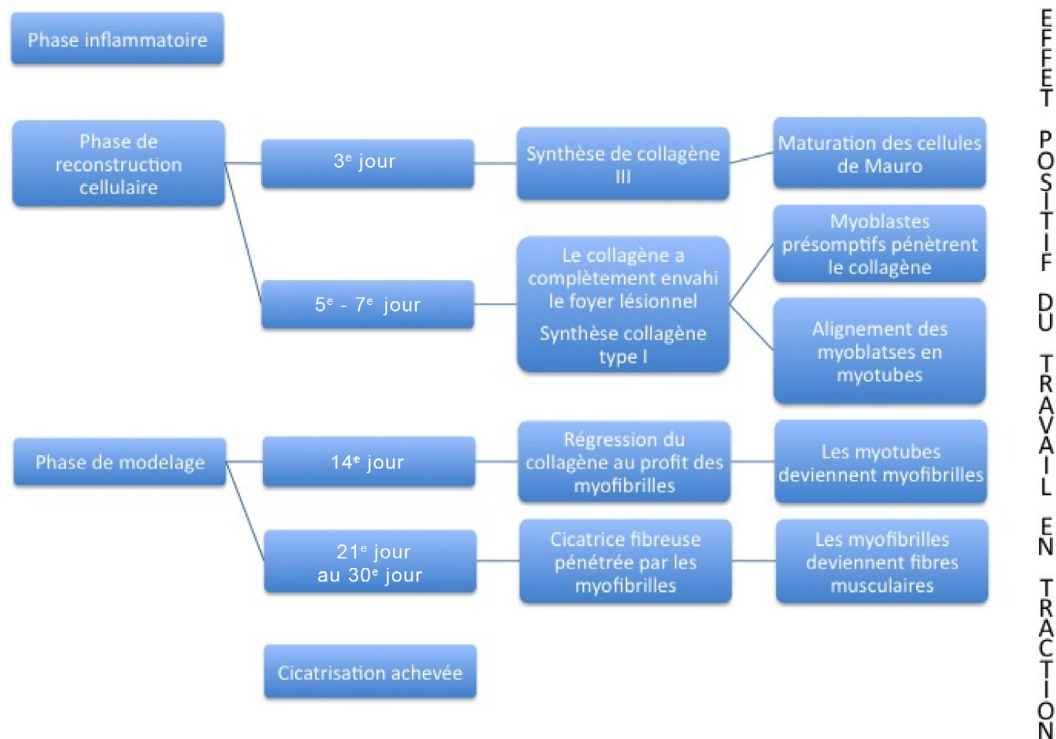 Phase inflammatoire
Phase de
reconstruction
cellulaire
3e jour
Synthèse de collagène
III
Maturation des cellules
de Mauro
5e - 7e jour
Le collagène a
complètement envahi
le foyer lésionnel
Synthèse collagène
type I
Myoblastes
présomptifs pénètrent
le collagène
Alignement des
myoblatses en
myotubes
Phase de modelage
14e jour
Régression du
collagène au profit des
myofibrilles
Les myotubes
deviennent myofibrilles
21e jour
au 30e jour
Cicatrice fibreuse
pénétrée par les
myofibrilles
Les myofibrilles
deviennent fibres
musculaires
Cicatrisation achevée
EFFET POSITIF DU TRAVAIL EN TRACTION